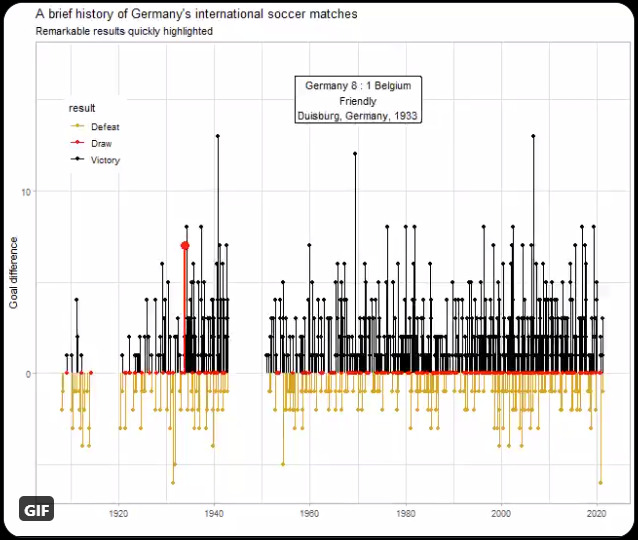 A brief history of Germany's international soccer matches
Remarkable results quickly highlighted
Germany 8 : 1 Belgium
Friendly
Duisburg, Germany, 1933
result
Defeat
Draw
Victory
Goal difference
10
0
1920
1940
1960
1980
2000
2020
GIF